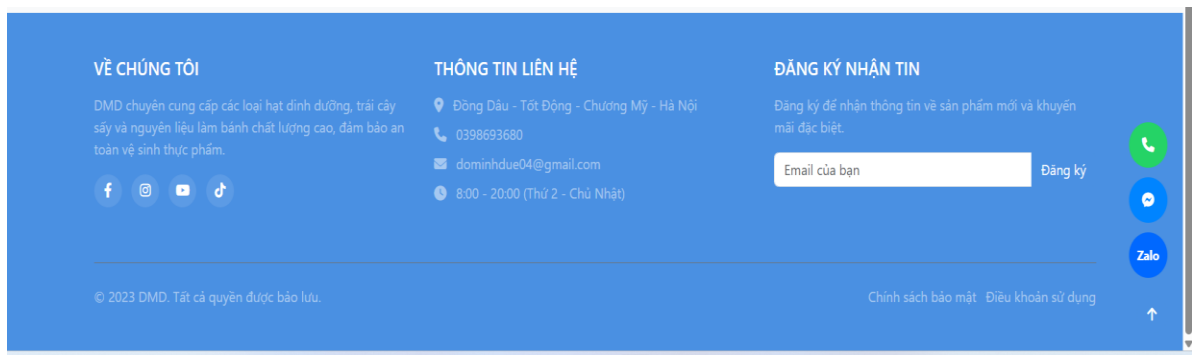 VỀ CHÚNG TÔI
DMD chuyên cung cấp các loại hạt dinh dưỡng, trái cây
sấy và nguyên liệu làm bánh chất lượng cao, đảm bảo an
toàn vệ sinh thực phẩm.
THÔNG TIN LIÊN HỆ
Đồng Dâu - Tốt Động - Chương Mỹ - Hà Nội
0398693680
dominhdue04@gmail.com
8:00 - 20:00 (Thứ 2 - Chủ Nhật)
ĐĂNG KÝ NHẬN TIN
Đăng ký để nhận thông tin về sản phẩm mới và khuyến
mãi đặc biệt.
Email của bạn
Đăng ký
Zalo
© 2023 DMD. Tất cả quyền được bảo lưu.
Chính sách bảo mật Điều khoản sử dụng